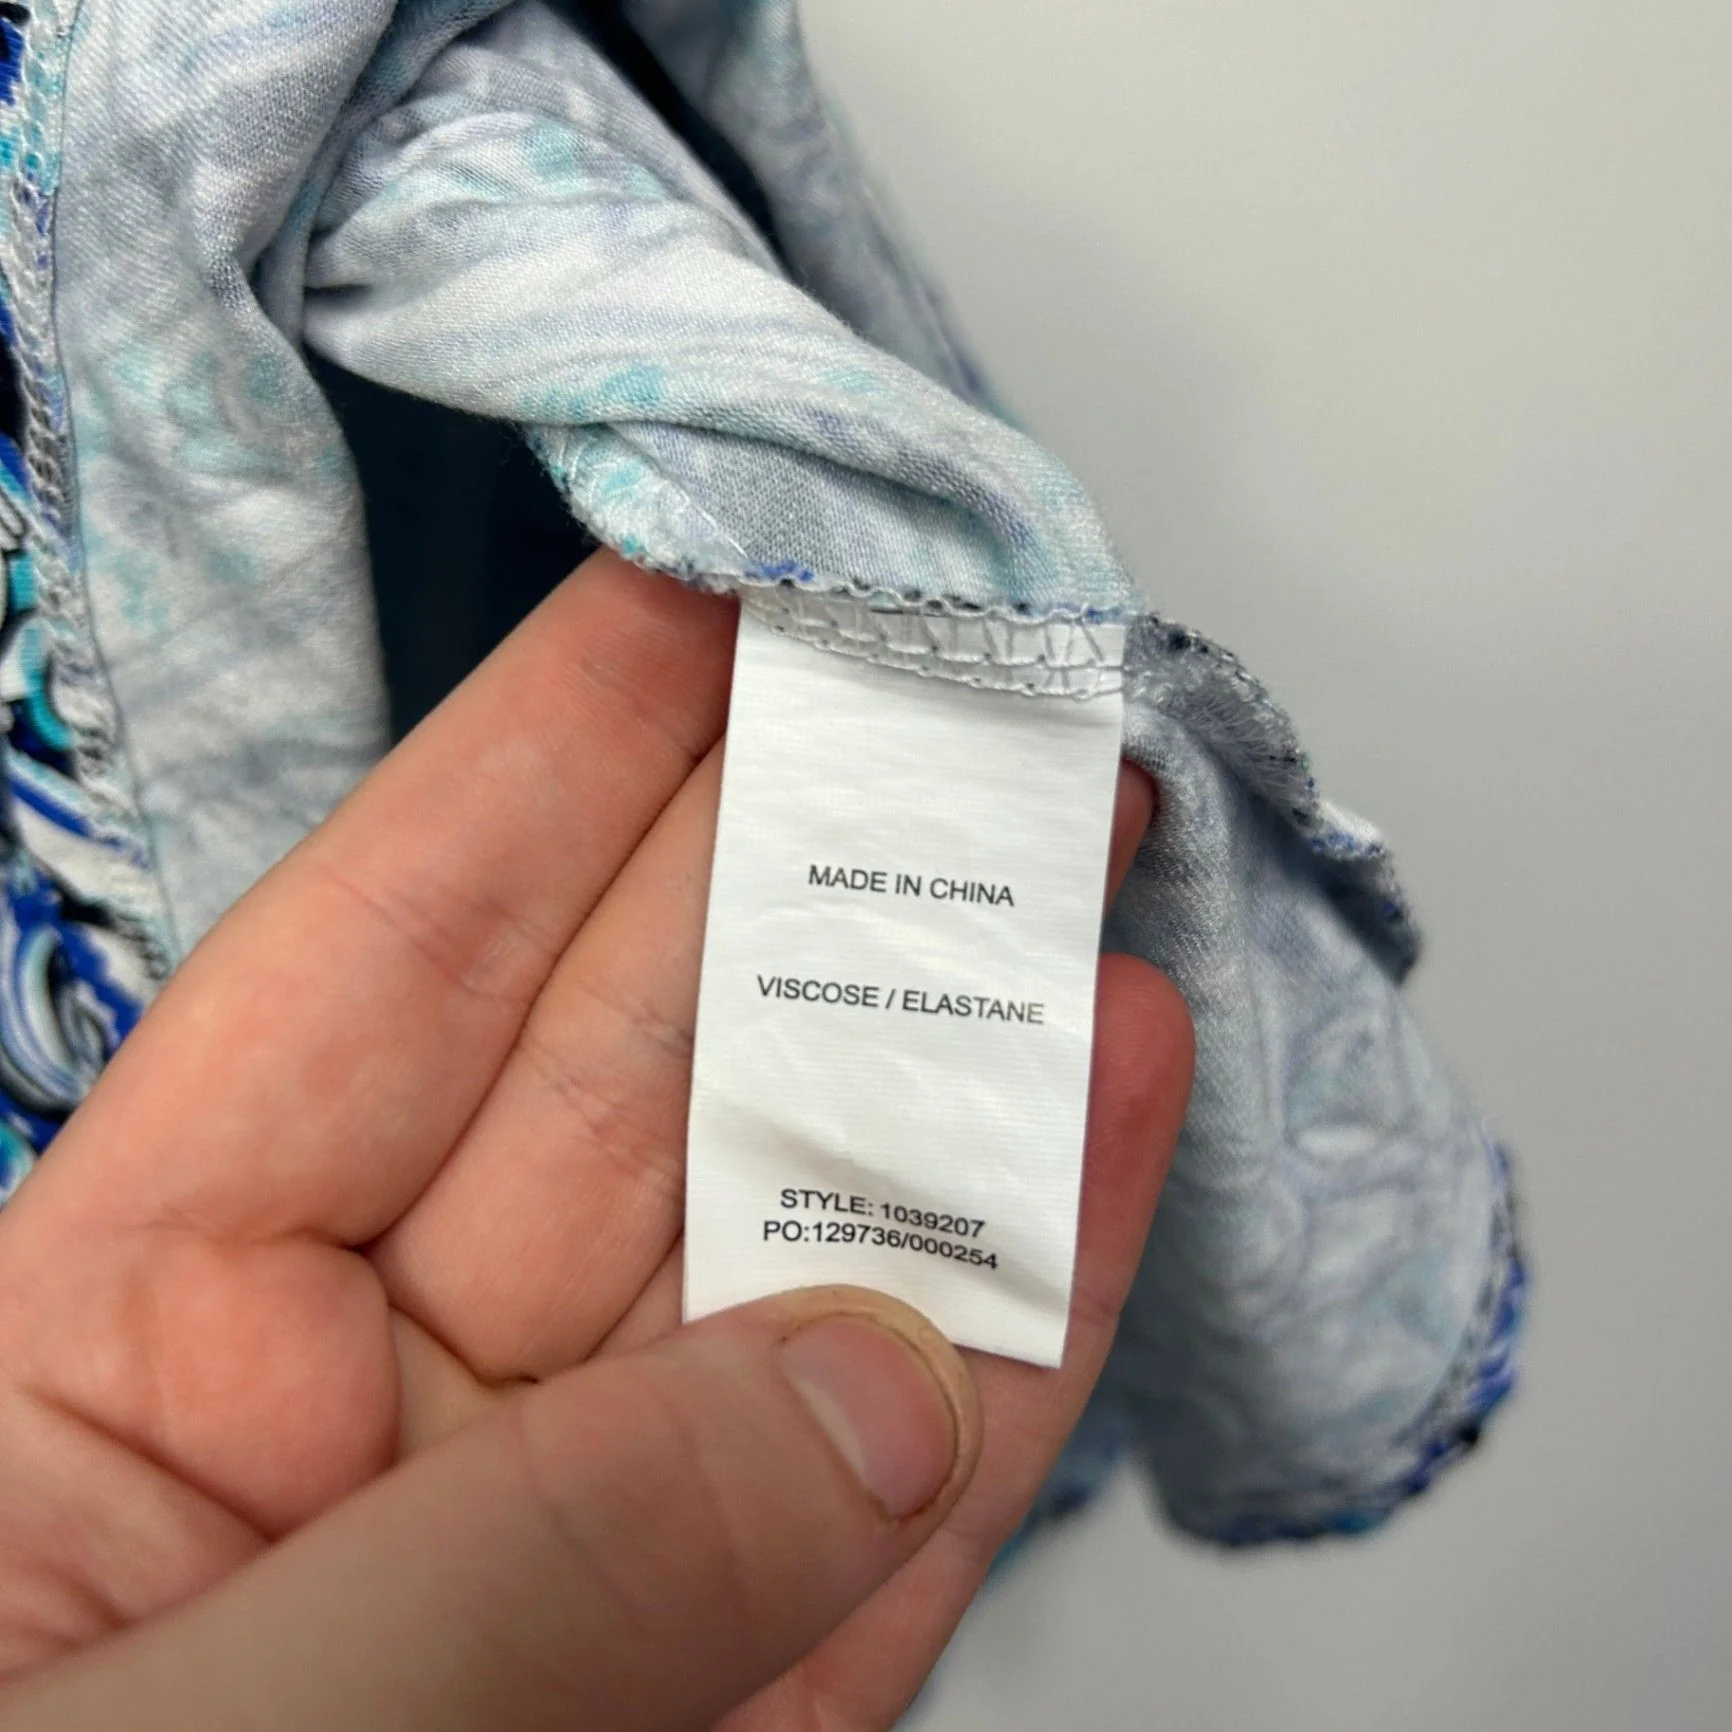 MADE IN CHINA
VISCOSE / ELASTANE
STYLE: 1039207
PO:129736/000254